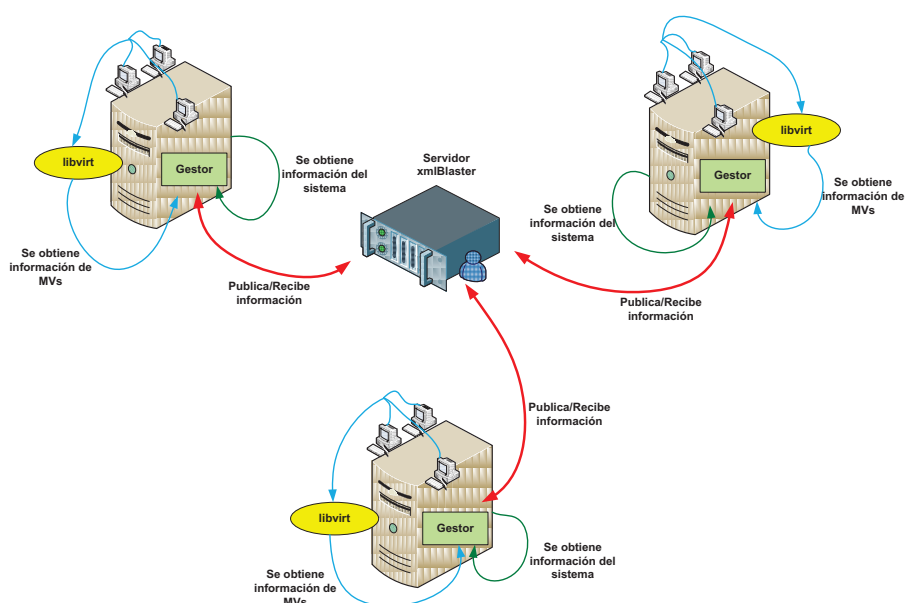 libvirt
Gestor
Se obtiene
información del
sistema
Se obtiene
información de
MVs
Publica/Recibe
información
Servidor
xmlBlaster
libvirt
Gestor
Se obtiene
información de
MVs
Se obtiene
información del
sistema
Publica/Recibe
información
Publica/Recibe
información
libvirt
Gestor
Se obtiene
información del
sistema
Se obtiene
información de
MVs